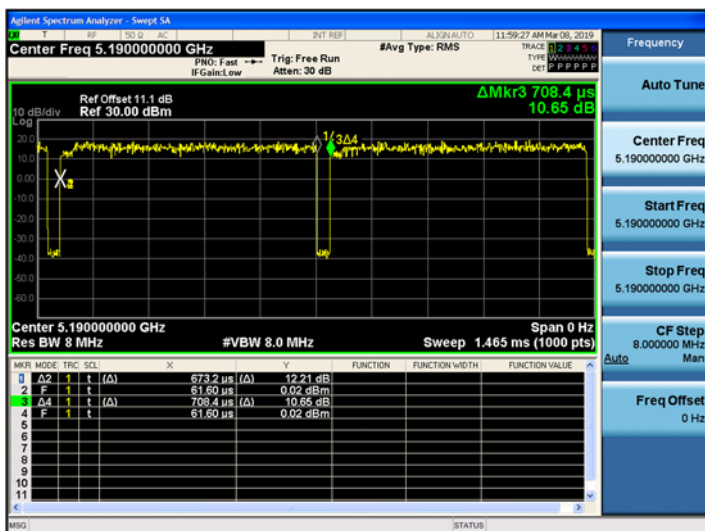 Agilent Spectrum Analyzer - Swept SA
T RF 50 Ω AC INT REF ALIGN AUTO 11:59:27 AM Mar 08, 2019
Center Freq 5.190000000 GHz
PNO: Fast
IFGain:Low
Trig: Free Run
Atten: 30 dB
#Avg Type: RMS
TRACE 1 2 3 4 5 6
TYPE
DET P P P P P P
Ref Offset 11.1 dB
Ref 30.00 dBm
10 dB/div
Log
ΔMkr3 708.4 µs
10.65 dB
20.0
10.0
0.00
-10.0
-20.0
-30.0
-40.0
-50.0
-60.0
3Δ4
Center 5.190000000 GHz Span 0 Hz
Res BW 8 MHz #VBW 8.0 MHz Sweep 1.465 ms (1000 pts)
MKR MODE TRC SCL X Y FUNCTION FUNCTION WIDTH FUNCTION VALUE
1 Δ2 1 t (Δ) 673.2 µs (Δ) 12.21 dB
2 F 1 t 61.60 µs 0.02 dBm
3 Δ4 1 t (Δ) 708.4 µs (Δ) 10.65 dB
4 F 1 t 61.60 µs 0.02 dBm
5
6
7
8
9
10
11
MSG STATUS
Frequency
Auto Tune
Center Freq
5.190000000 GHz
Start Freq
5.190000000 GHz
Stop Freq
5.190000000 GHz
CF Step
8.000000 MHz
Auto Man
Freq Offset
0 Hz